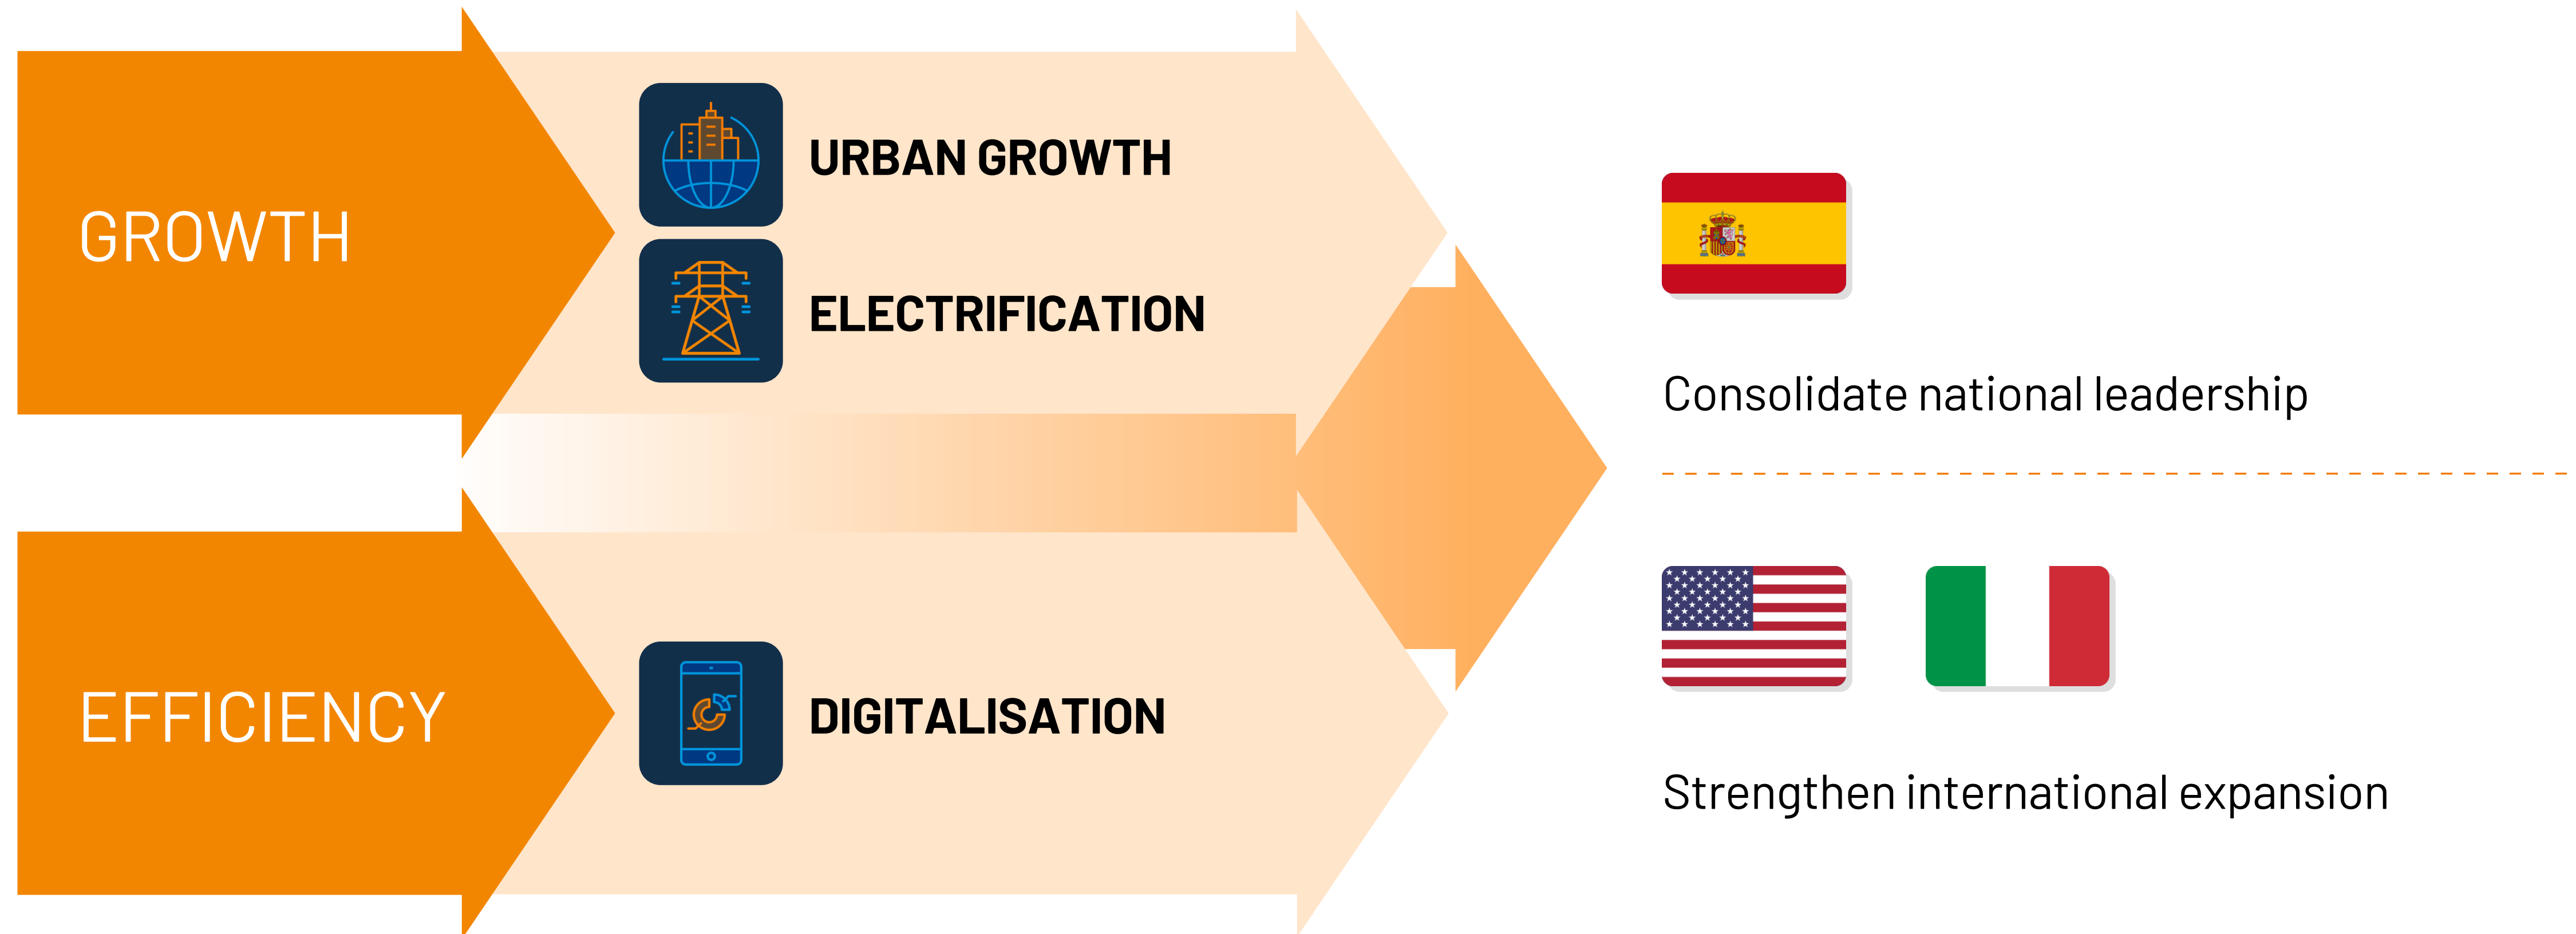 GROWTH
URBAN GROWTH
ELECTRIFICATION
EFFICIENCY
DIGITALISATION
Consolidate national leadership
Strengthen international expansion